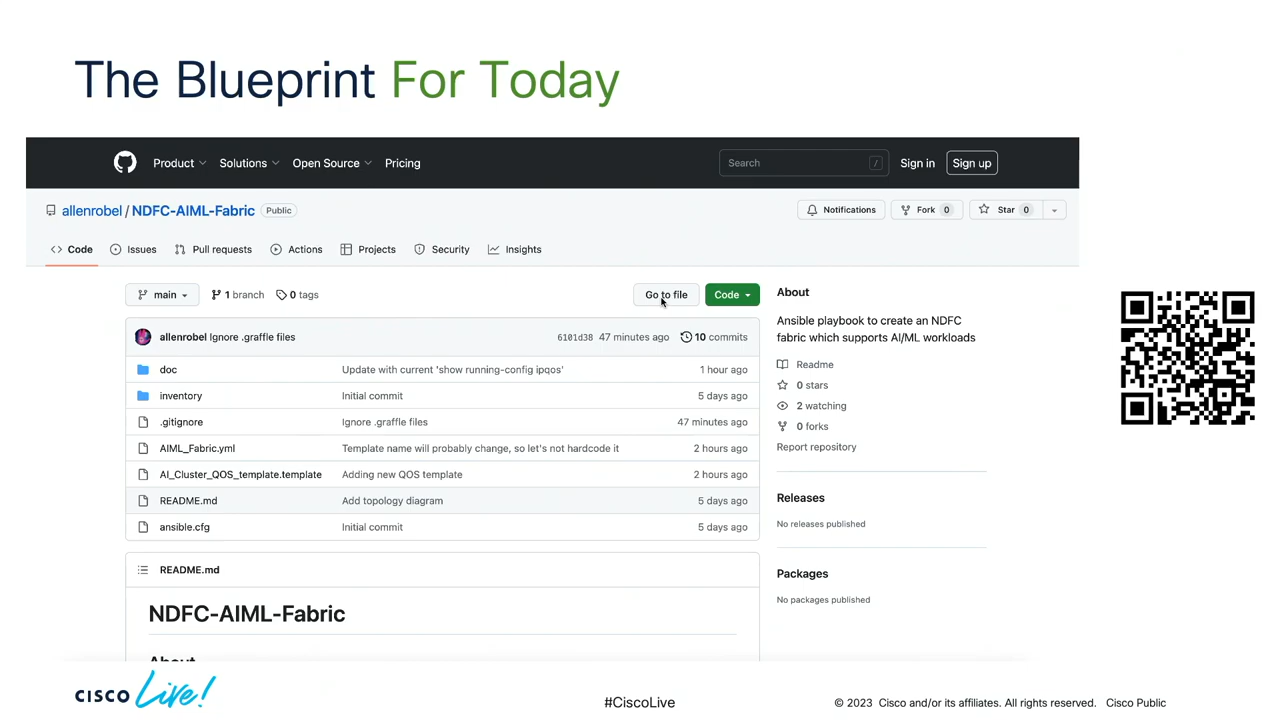 The Blueprint For Today
Product Solutions Open Source Pricing Search / Sign in Sign up
allenrobel / NDFC-AIML-Fabric Public Notifications Fork 0 Star 0
Code Issues Pull requests Actions Projects Security Insights
main 1 branch 0 tags Go to file Code
allenrobel Ignore .graffle files 6101d38 47 minutes ago 10 commits
doc Update with current 'show running-config ipqos' 1 hour ago
inventory Initial commit 5 days ago
.gitignore Ignore .graffle files 47 minutes ago
AIML_Fabric.yml Template name will probably change, so let's not hardcode it 2 hours ago
AI_Cluster_QOS_template.template Adding new QOS template 2 hours ago
README.md Add topology diagram 5 days ago
ansible.cfg Initial commit 5 days ago
README.md
NDFC-AIML-Fabric
About
About
Ansible playbook to create an NDFC
fabric which supports AI/ML workloads
Readme
0 stars
2 watching
0 forks
Report repository
Releases
No releases published
Packages
No packages published
CISCO Live!
#CiscoLive
© 2023 Cisco and/or its affiliates. All rights reserved. Cisco Public